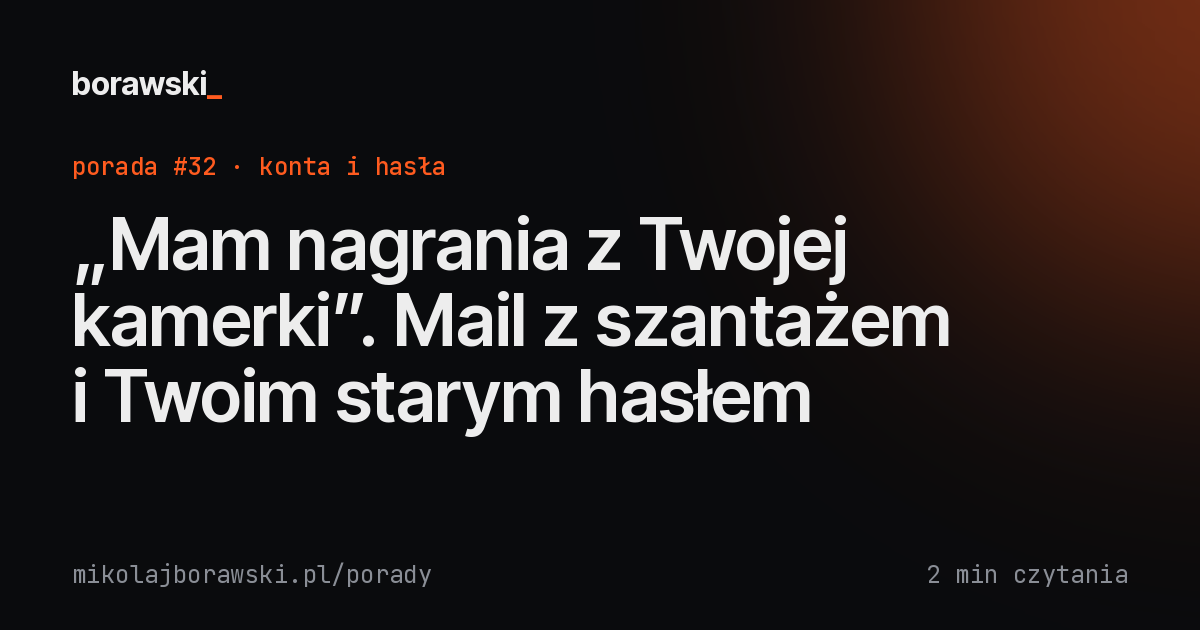 borawski_
porada #32 · konta i hasła
„Mam nagrania z Twojej
kamerki”. Mail z szantażem
i Twoim starym hasłem
mikolajborawski.pl/porady
2 min czytania